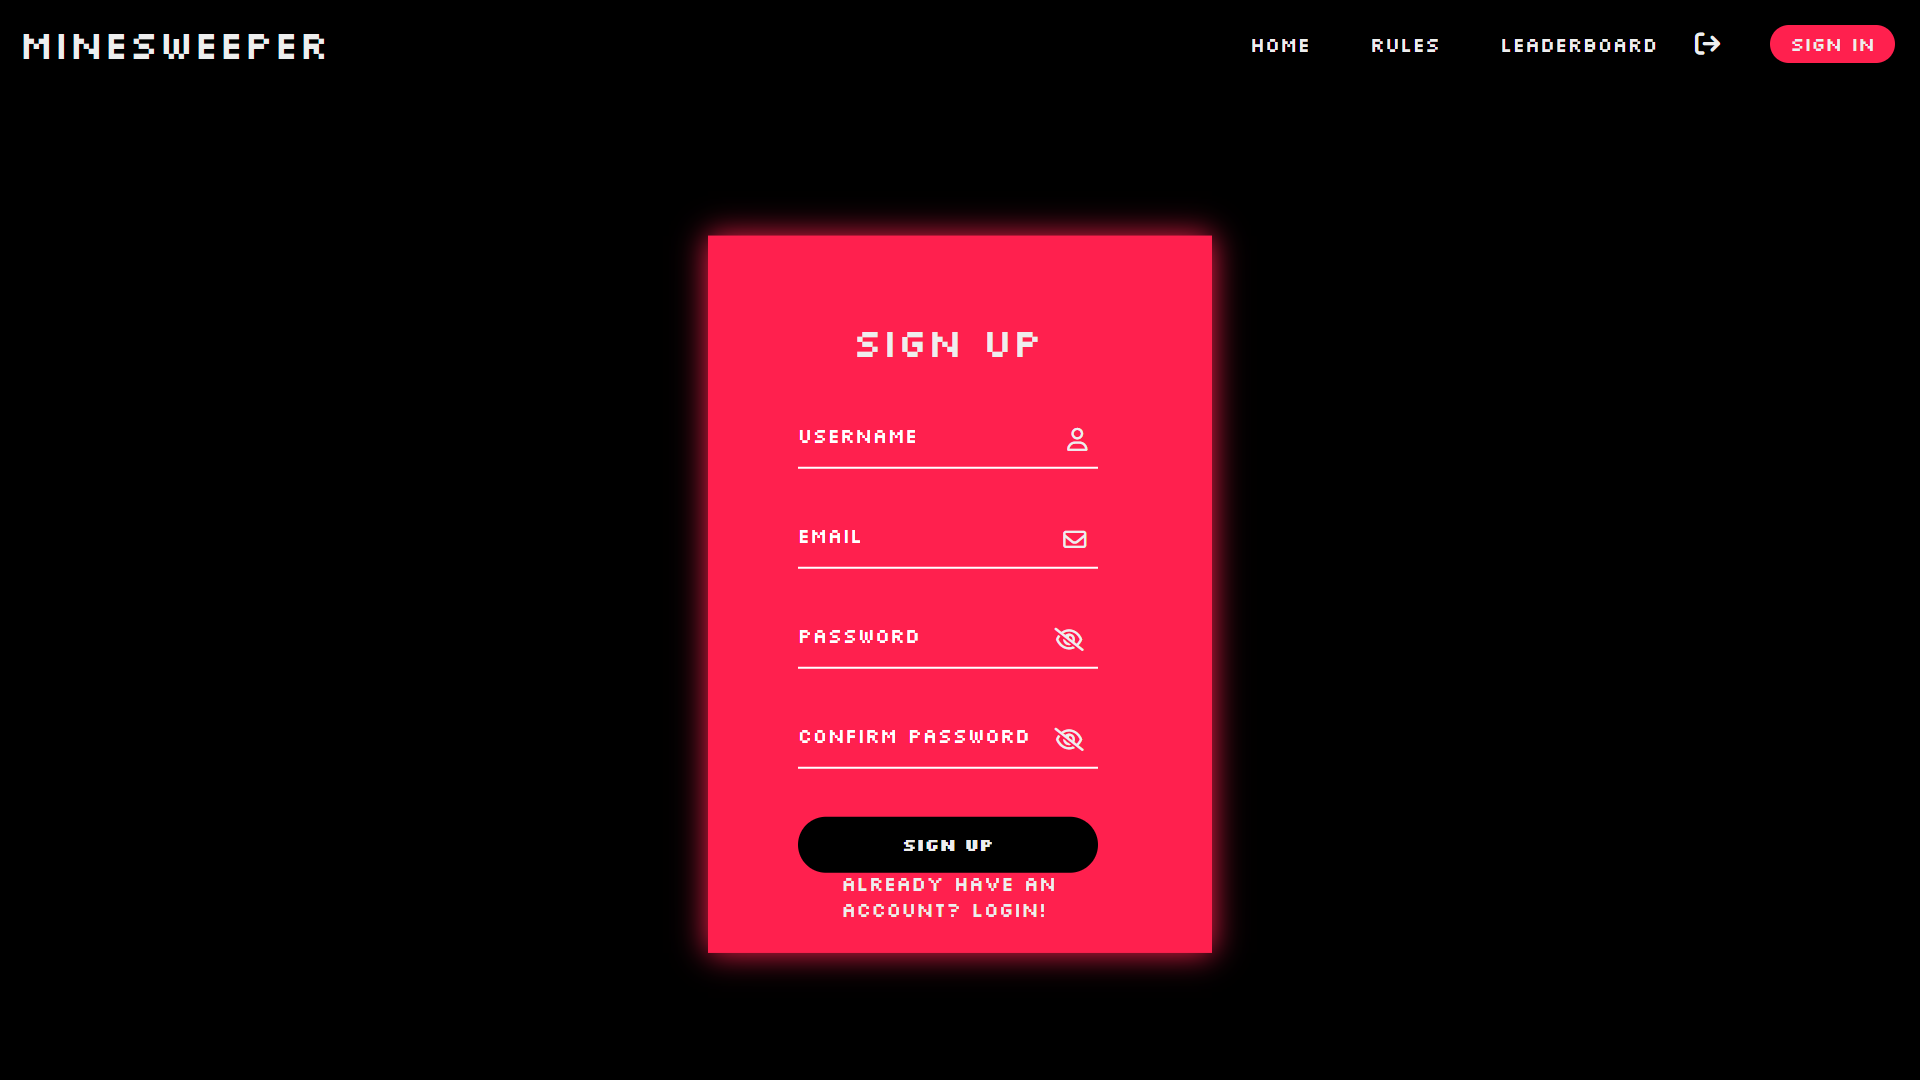 MINESWEEPER
HOME RULES LEADERBOARD SIGN IN
SIGN UP
USERNAME
EMAIL
PASSWORD
CONFIRM PASSWORD
SIGN UP
ALREADY HAVE AN
ACCOUNT? LOGIN!